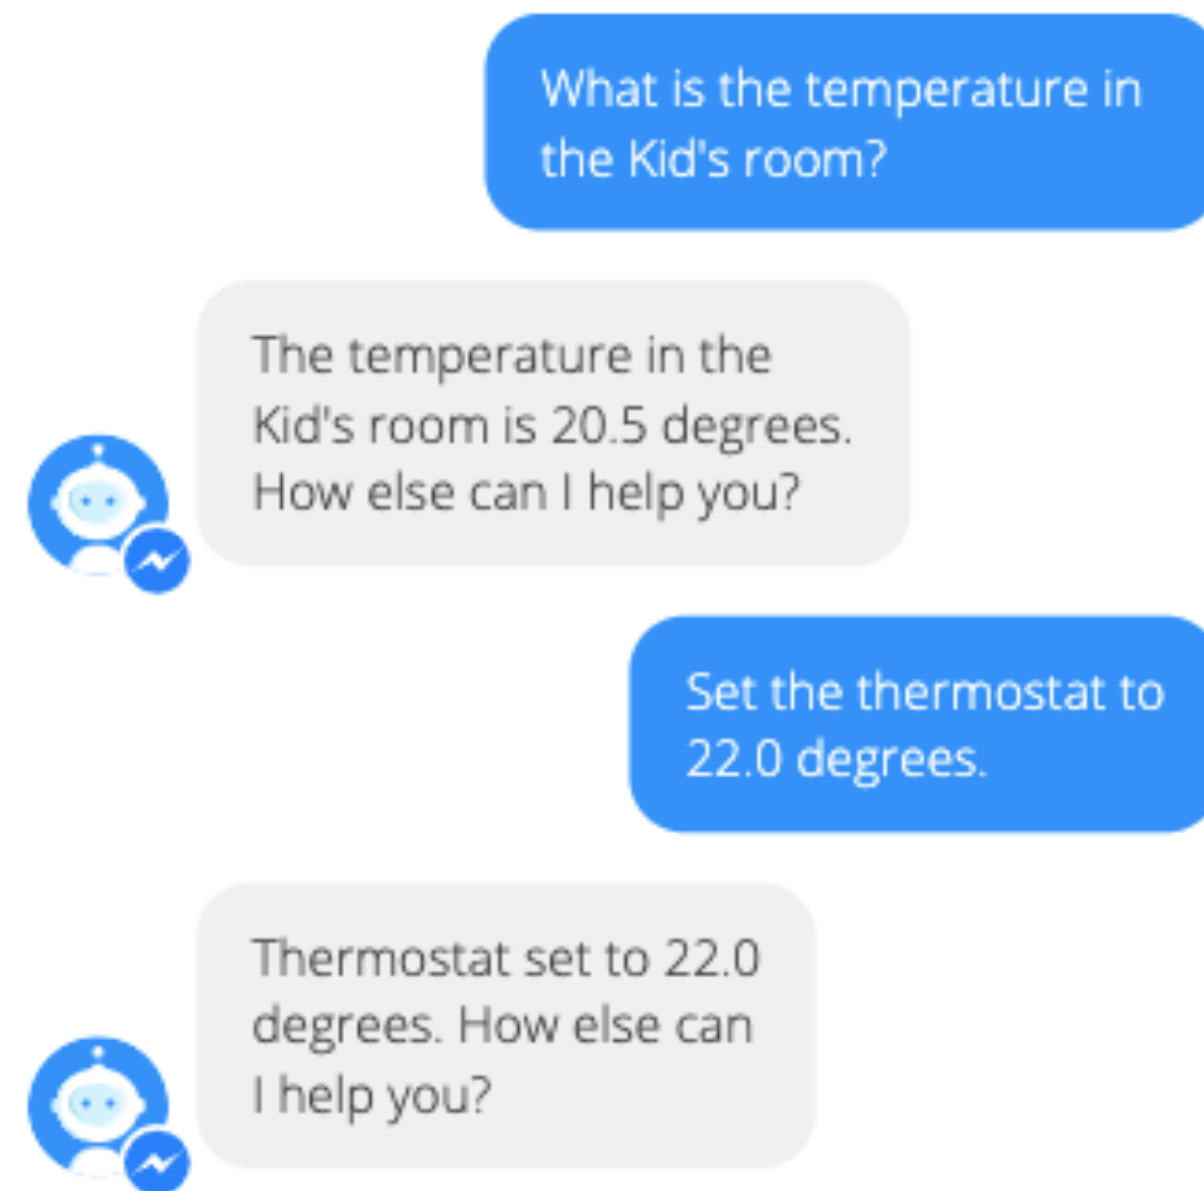 What is the temperature in
the Kid's room?
The temperature in the
Kid's room is 20.5 degrees.
How else can I help you?
Set the thermostat to
22.0 degrees.
Thermostat set to 22.0
degrees. How else can
I help you?